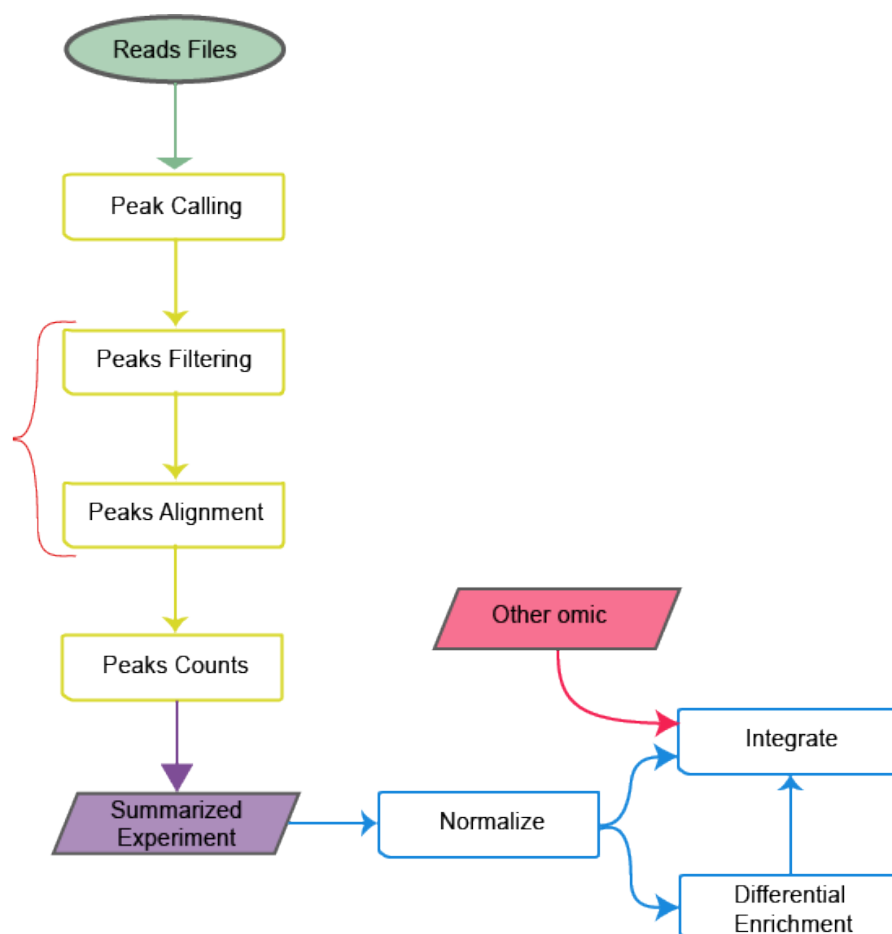 Reads Files
Peak Calling
Peaks Filtering
Peaks Alignment
Peaks Counts
Summarized
Experiment
Other omic
Normalize
Integrate
Differential
Enrichment